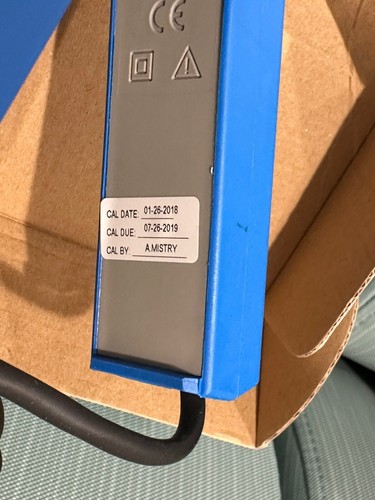 CE
CAL DATE: 01-26-2018
CAL DUE: 07-26-2019
CAL BY: A.MISTRY